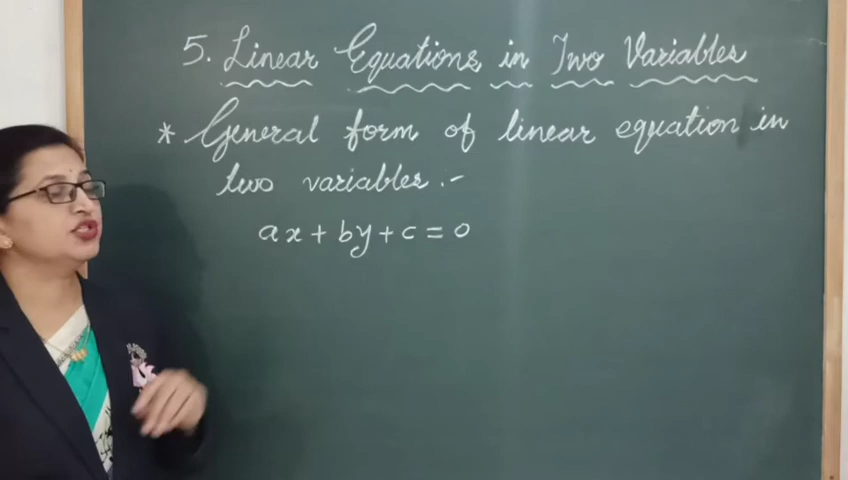 5. Linear Equations in Two Variables
* General form of linear equation in
two variables :-
ax + by + c = 0